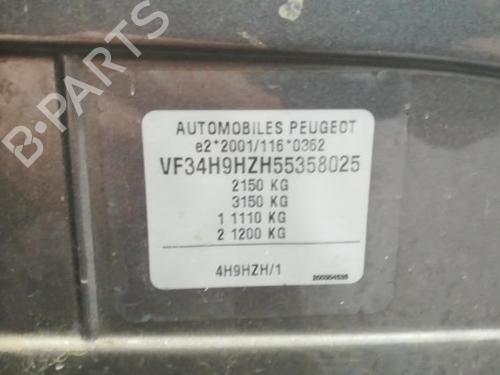 AUTOMOBILES PEUGEOT
e2*2001/116*0362
VF34H9HZH55358025
2150 KG
3150 KG
1 1110 KG
2 1200 KG
4H9HZH/1